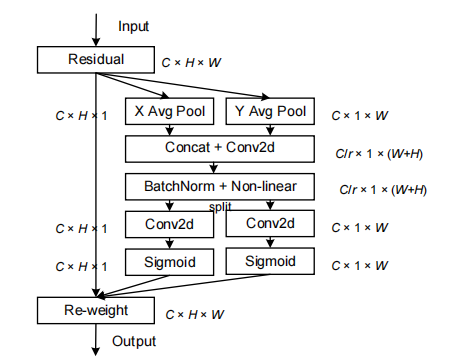 Input
Residual
C × H × W
C × H × 1
X Avg Pool
Y Avg Pool
C × 1 × W
Concat + Conv2d
C/r × 1 × (W+H)
BatchNorm + Non-linear
C/r × 1 × (W+H)
split
C × H × 1
Conv2d
Conv2d
C × 1 × W
C × H × 1
Sigmoid
Sigmoid
C × 1 × W
Re-weight
C × H × W
Output